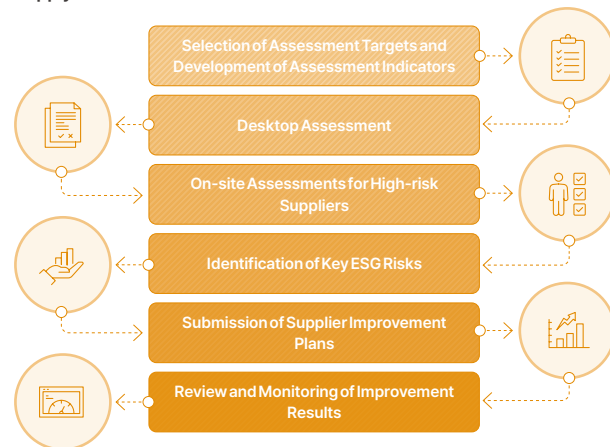 Selection of Assessment Targets and
Development of Assessment Indicators
Desktop Assessment
On-site Assessments for High-risk
Suppliers
Identification of Key ESG Risks
Submission of Supplier Improvement
Plans
Review and Monitoring of Improvement
Results